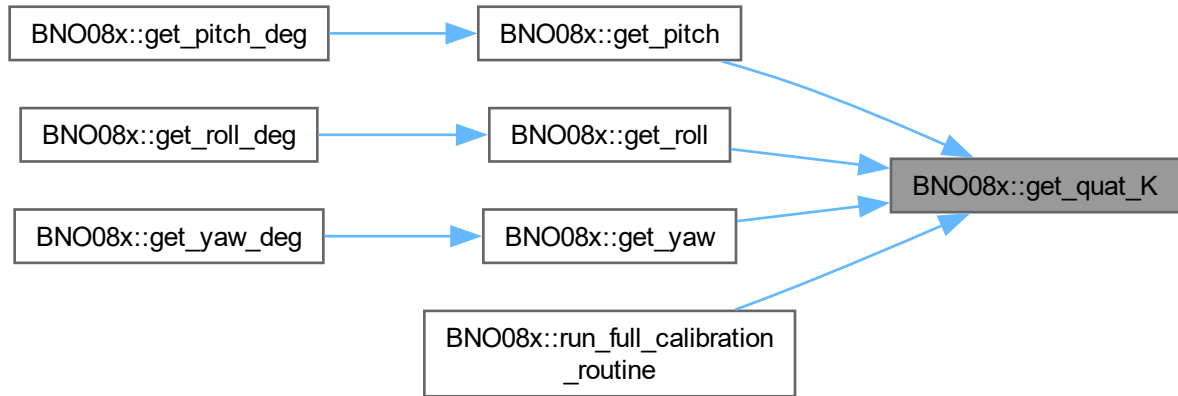 BNO08x::get_pitch_deg
BNO08x::get_pitch
BNO08x::get_roll_deg
BNO08x::get_roll
BNO08x::get_quat_K
BNO08x::get_yaw_deg
BNO08x::get_yaw
BNO08x::run_full_calibration
_routine